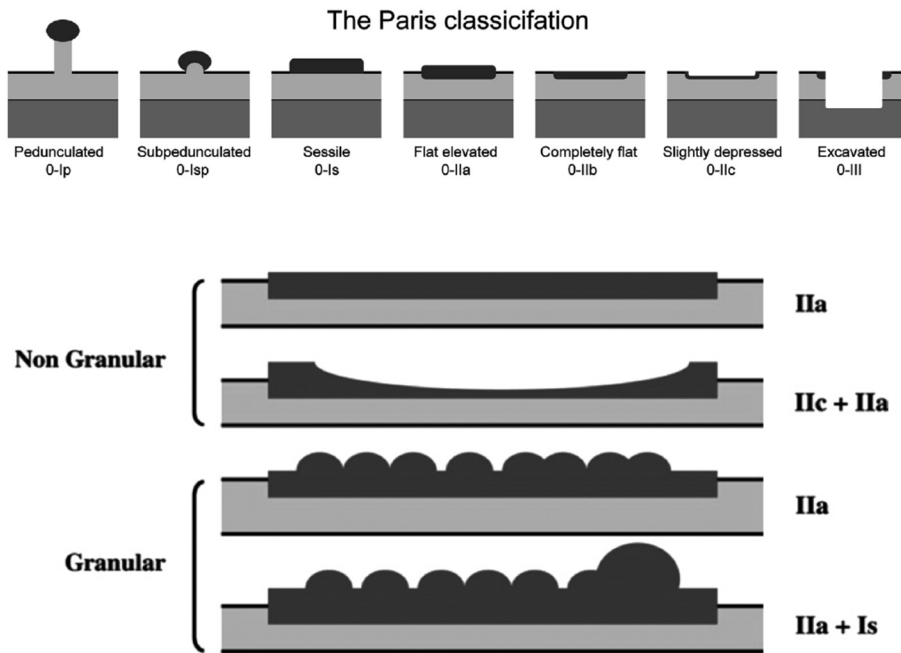 The Paris classicifation
Pedunculated
0-Ip
Subpedunculated
0-Isp
Sessile
0-Is
Flat elevated
0-IIa
Completely flat
0-IIb
Slightly depressed
0-IIc
Excavated
0-III
Non Granular
IIa
IIc + IIa
Granular
IIa
IIa + Is